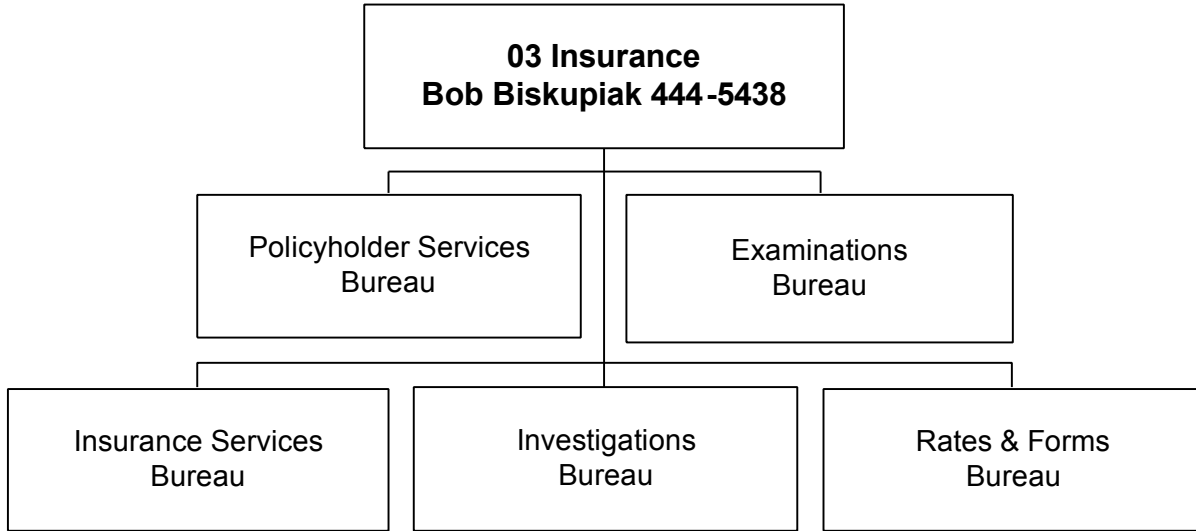 03 Insurance
Bob Biskupiak 444-5438
Policyholder Services
Bureau
Examinations
Bureau
Insurance Services
Bureau
Investigations
Bureau
Rates & Forms
Bureau